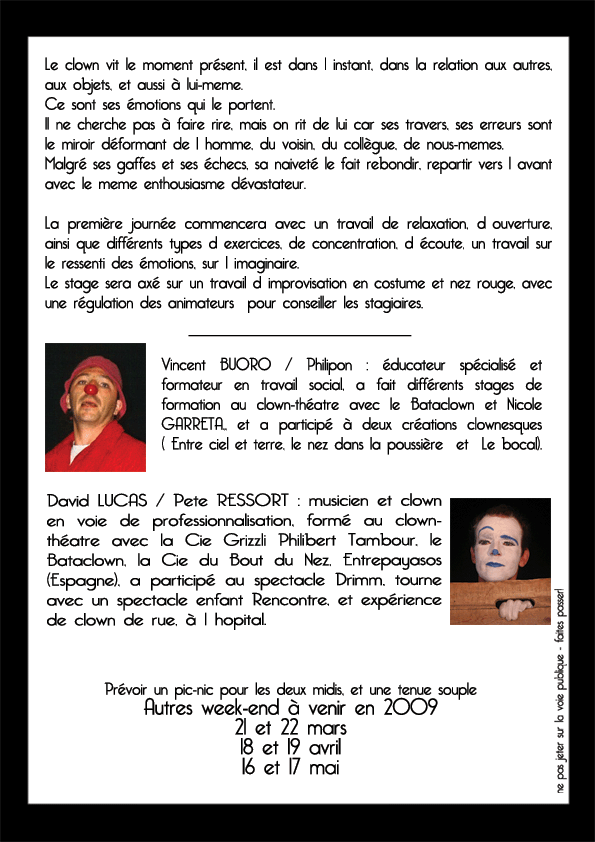 Le clown vit le moment présent, il est dans l instant, dans la relation aux autres,
aux objets, et aussi à lui-meme.
Ce sont ses émotions qui le portent.
Il ne cherche pas à faire rire, mais on rit de lui car ses travers, ses erreurs sont
le miroir déformant de l homme, du voisin, du collègue, de nous-memes.
Malgré ses gaffes et ses échecs, sa naiveté le fait rebondir, repartir vers l avant
avec le meme enthousiasme dévastateur.
La première journée commencera avec un travail de relaxation, d ouverture,
ainsi que différents types d exercices, de concentration, d écoute, un travail sur
le ressenti des émotions, sur l imaginaire.
Le stage sera axé sur un travail d improvisation en costume et nez rouge, avec
une régulation des animateurs pour conseiller les stagiaires.
Vincent BUORO / Philipon : éducateur spécialisé et
formateur en travail social, a fait différents stages de
formation au clown-théatre avec le Bataclown et Nicole
GARRETA,, et a participé à deux créations clownesques
( Entre ciel et terre, le nez dans la poussière et Le bocal).
David LUCAS / Pete RESSORT : musicien et clown
en voie de professionnalisation, formé au clown-
théatre avec la Cie Grizzli Philibert Tambour, le
Bataclown, la Cie du Bout du Nez, Entrepayasos
(Espagne), a participé au spectacle Drimm, tourne
avec un spectacle enfant Rencontre, et expérience
de clown de rue, à l hopital.
Prévoir un pic-nic pour les deux midis, et une tenue souple
Autres week-end à venir en 2009
21 et 22 mars
18 et 19 avril
16 et 17 mai
ne pas jeter sur la voie publique - faites passer!